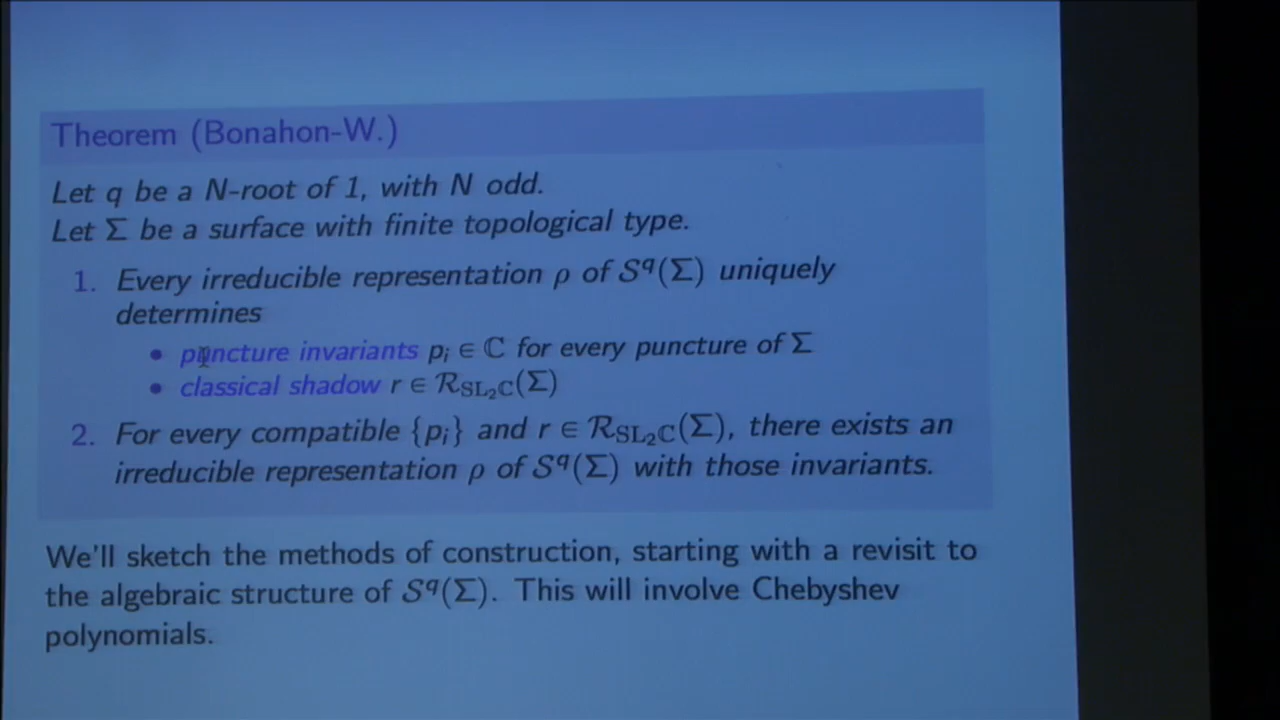 Theorem (Bonahon-W.)
Let q be a N-root of 1, with N odd.
Let Σ be a surface with finite topological type.
1. Every irreducible representation ρ of 𝒮^q(Σ) uniquely
determines
• puncture invariants p_i ∈ ℂ for every puncture of Σ
• classical shadow r ∈ ℛ_{SL₂ℂ}(Σ)
2. For every compatible {p_i} and r ∈ ℛ_{SL₂ℂ}(Σ), there exists an
irreducible representation ρ of 𝒮^q(Σ) with those invariants.
We'll sketch the methods of construction, starting with a revisit to
the algebraic structure of 𝒮^q(Σ). This will involve Chebyshev
polynomials.